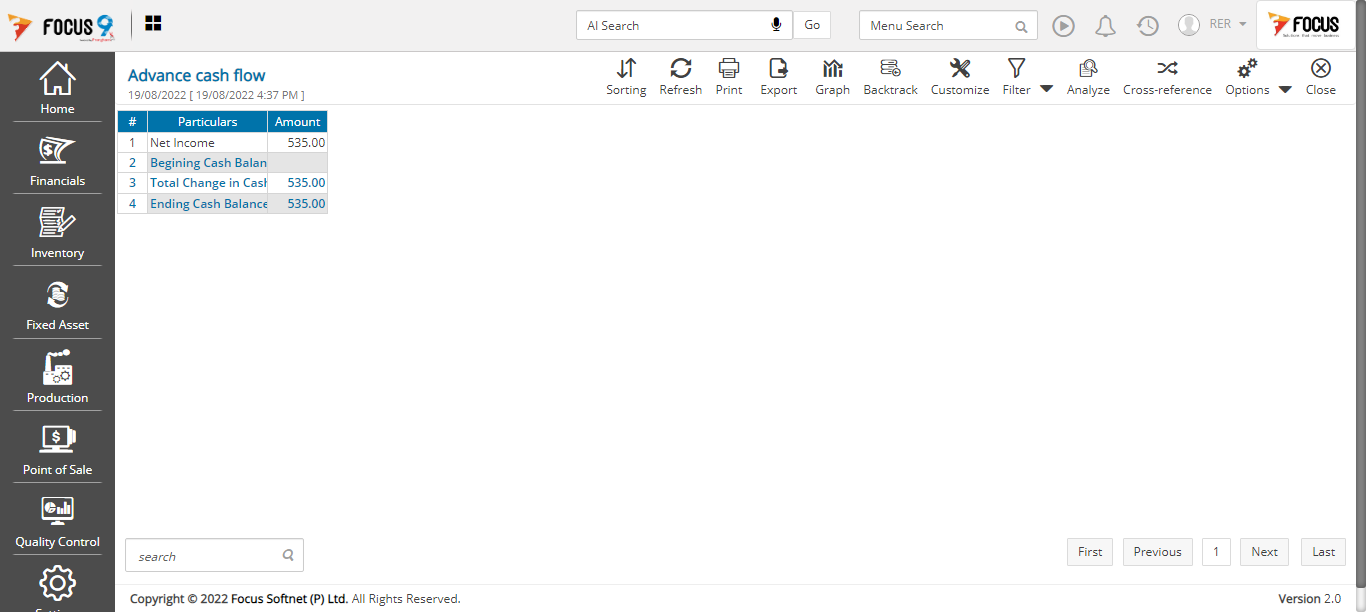 FOCUS 9
AI Search
Go
Menu Search
RER
FOCUS
Home
Financials
Inventory
Fixed Asset
Production
Point of Sale
Quality Control
Advance cash flow
19/08/2022 [ 19/08/2022 4:37 PM ]
Sorting Refresh Print Export Graph Backtrack Customize Filter Analyze Cross-reference Options Close
# Particulars Amount
1 Net Income 535.00
2 Begining Cash Balan
3 Total Change in Cash 535.00
4 Ending Cash Balance 535.00
search
First Previous 1 Next Last
Copyright © 2022 Focus Softnet (P) Ltd. All Rights Reserved.
Version 2.0